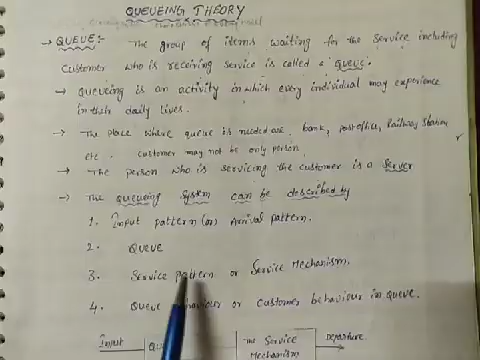 QUEUEING THEORY
→ QUEUE:- The group of items waiting for the service including
customer who is receiving service is called a Queue.
→ Queueing is an activity in which every individual may experience
in their daily lives.
→ The place where queue is needed are, bank, post office, Railway station
etc. customer may not be only person
→ The person who is servicing the customer is a Server
→ The Queueing System can be described by
1. Input pattern (or) Arrival pattern.
2. QUEUE
3. Service pattern or Service Mechanism.
4. Queue or customer behaviour in Queue.
Input The Service Departure.
Mechanism